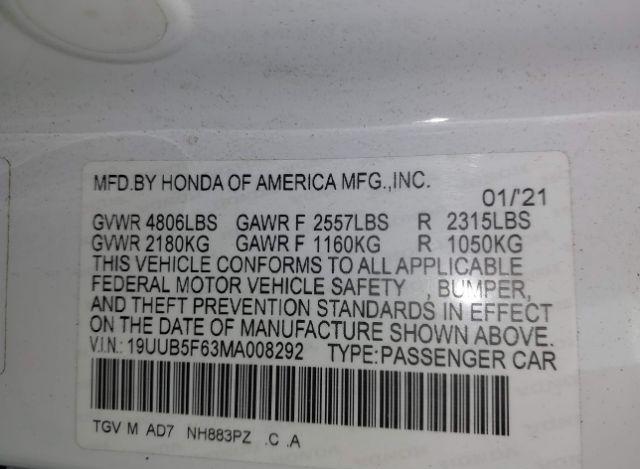 MFD.BY HONDA OF AMERICA MFG.,INC.
01/'21
GVWR 4806LBS GAWR F 2557LBS R 2315LBS
GVWR 2180KG GAWR F 1160KG R 1050KG
THIS VEHICLE CONFORMS TO ALL APPLICABLE
FEDERAL MOTOR VEHICLE SAFETY , BUMPER,
AND THEFT PREVENTION STANDARDS IN EFFECT
ON THE DATE OF MANUFACTURE SHOWN ABOVE.
V.I.N.: 19UUB5F63MA008292 TYPE:PASSENGER CAR
TGV M AD7 NH883PZ .C .A